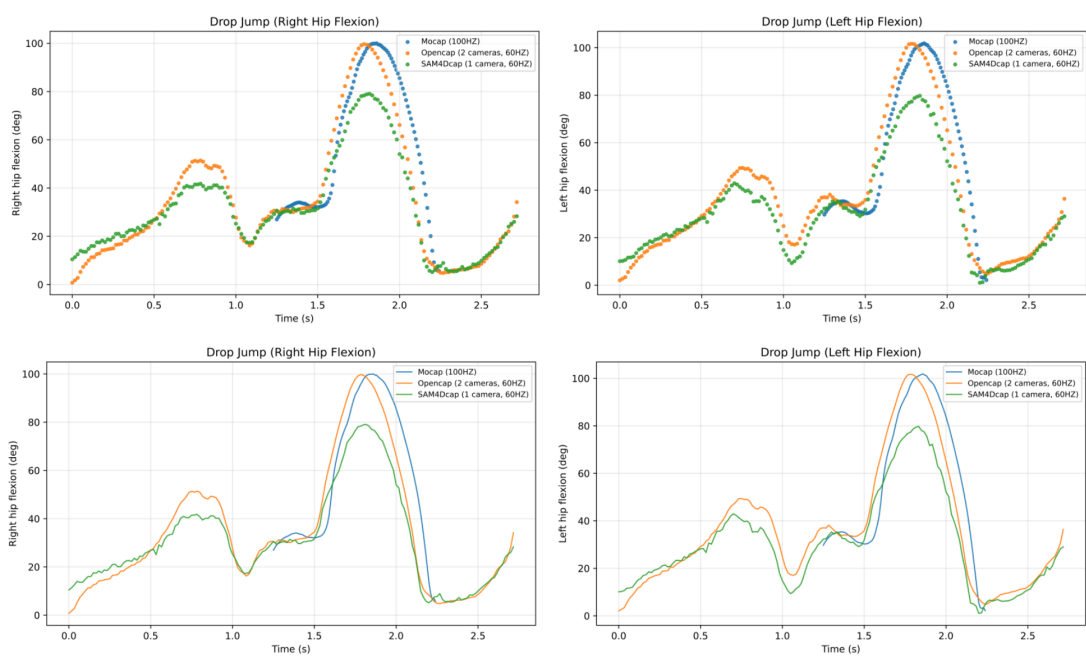 Drop Jump (Right Hip Flexion)
Right hip flexion (deg)
100
80
60
40
20
0
Mocap (100HZ)
Opencap (2 cameras, 60HZ)
SAM4Dcap (1 camera, 60HZ)
0.0 0.5 1.0 1.5 2.0 2.5
Time (s)
Drop Jump (Left Hip Flexion)
Left hip flexion (deg)
100
80
60
40
20
0
Mocap (100HZ)
Opencap (2 cameras, 60HZ)
SAM4Dcap (1 camera, 60HZ)
0.0 0.5 1.0 1.5 2.0 2.5
Time (s)
Drop Jump (Right Hip Flexion)
Right hip flexion (deg)
100
80
60
40
20
0
Mocap (100HZ)
Opencap (2 cameras, 60HZ)
SAM4Dcap (1 camera, 60HZ)
0.0 0.5 1.0 1.5 2.0 2.5
Time (s)
Drop Jump (Left Hip Flexion)
Left hip flexion (deg)
100
80
60
40
20
0
Mocap (100HZ)
Opencap (2 cameras, 60HZ)
SAM4Dcap (1 camera, 60HZ)
0.0 0.5 1.0 1.5 2.0 2.5
Time (s)